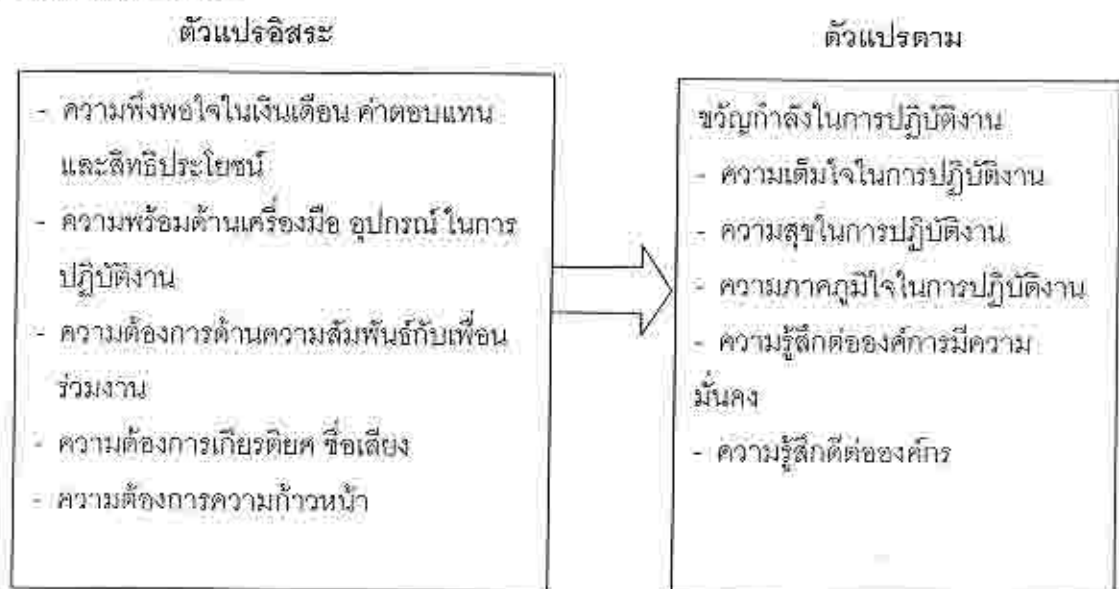 ตัวแปรอิสระ
- ความพึงพอใจในเงินเดือน ค่าตอบแทน
และสิทธิประโยชน์
- ความพร้อมด้านเครื่องมือ อุปกรณ์ ในการ
ปฏิบัติงาน
- ความต้องการด้านความสัมพันธ์กับเพื่อน
ร่วมงาน
- ความต้องการเกียรติยศ ชื่อเสียง
- ความต้องการความก้าวหน้า
ตัวแปรตาม
ขวัญกำลังในการปฏิบัติงาน
- ความเต็มใจในการปฏิบัติงาน
- ความสุขในการปฏิบัติงาน
- ความภาคภูมิใจในการปฏิบัติงาน
- ความรู้สึกต่อองค์การมีความ
มั่นคง
- ความรู้สึกดีต่อองค์กร